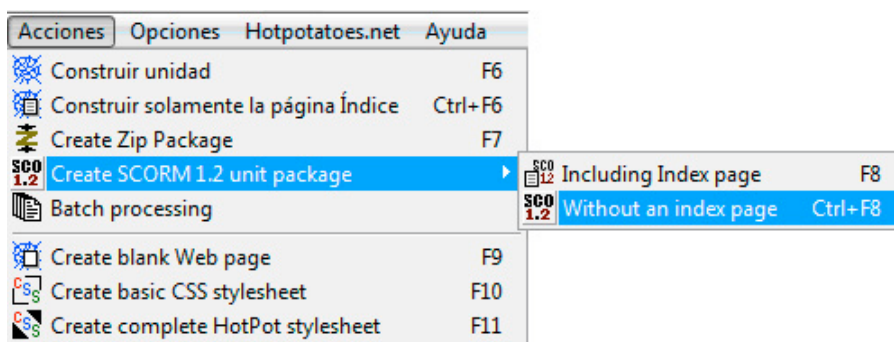 Acciones Opciones Hotpotatoes.net Ayuda
Construir unidad F6
Construir solamente la página Índice Ctrl+F6
Create Zip Package F7
SCO 1.2 Create SCORM 1.2 unit package
SCO 12 Including Index page F8
Batch processing
SCO 1.2 Without an index page Ctrl+F8
Create blank Web page F9
CSS Create basic CSS stylesheet F10
CSS Create complete HotPot stylesheet F11